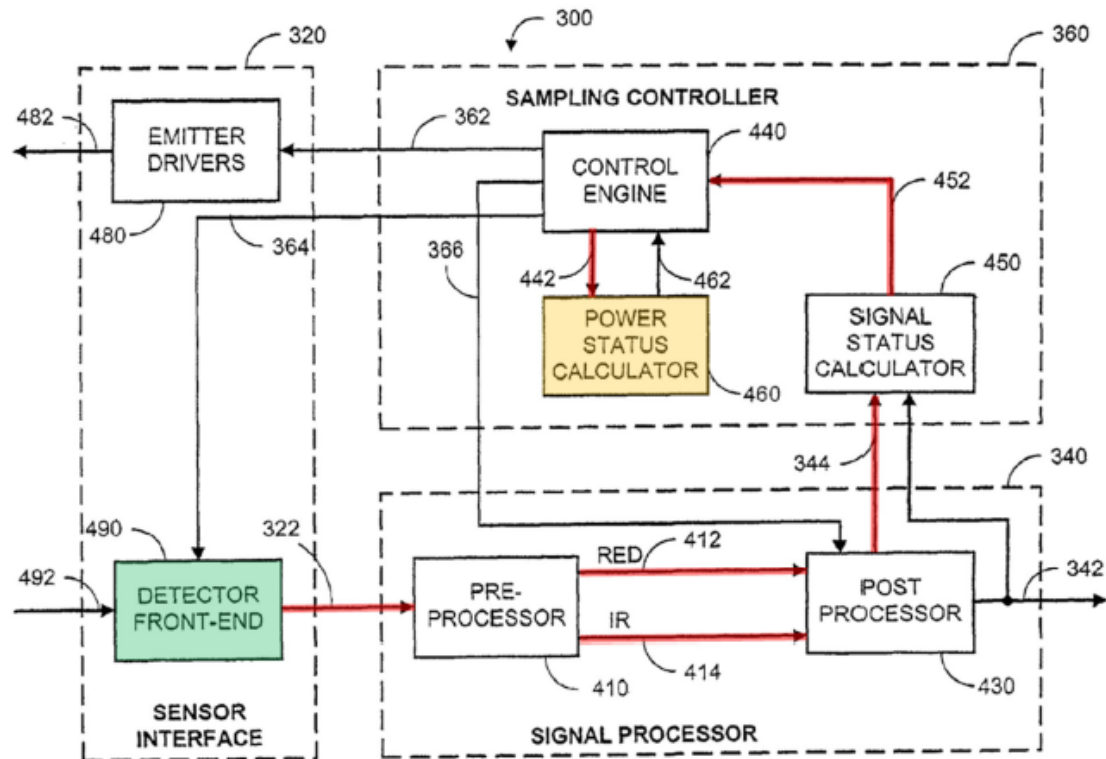 300
320
360
SAMPLING CONTROLLER
482
EMITTER
DRIVERS
362
440
CONTROL
ENGINE
452
480
364
366
442
462
450
POWER
STATUS
CALCULATOR
SIGNAL
STATUS
CALCULATOR
460
344
340
490
322
RED
412
492
DETECTOR
FRONT-END
PRE-
PROCESSOR
POST
PROCESSOR
342
IR
414
410
430
SENSOR
INTERFACE
SIGNAL PROCESSOR